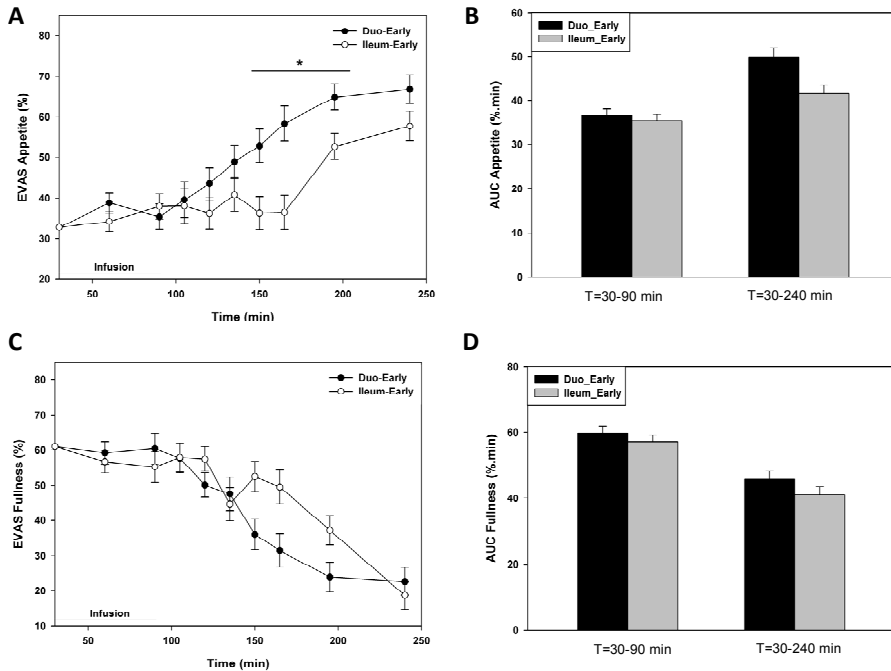 A
EVAS Appetite (%)
80
70
60
50
40
30
20
Duo-Early
Ileum-Early
*
Infusion
50
100
150
200
250
Time (min)
B
AUC Appetite (%.min)
60
50
40
30
20
10
0
Duo_Early
Ileum_Early
T=30-90 min
T=30-240 min
C
EVAS Fullness (%)
80
70
60
50
40
30
20
10
Duo-Early
Ileum-Early
Infusion
50
100
150
200
250
Time (min)
D
AUC Fullness (%.min)
80
60
40
20
0
Duo_Early
Ileum_Early
T=30-90 min
T=30-240 min